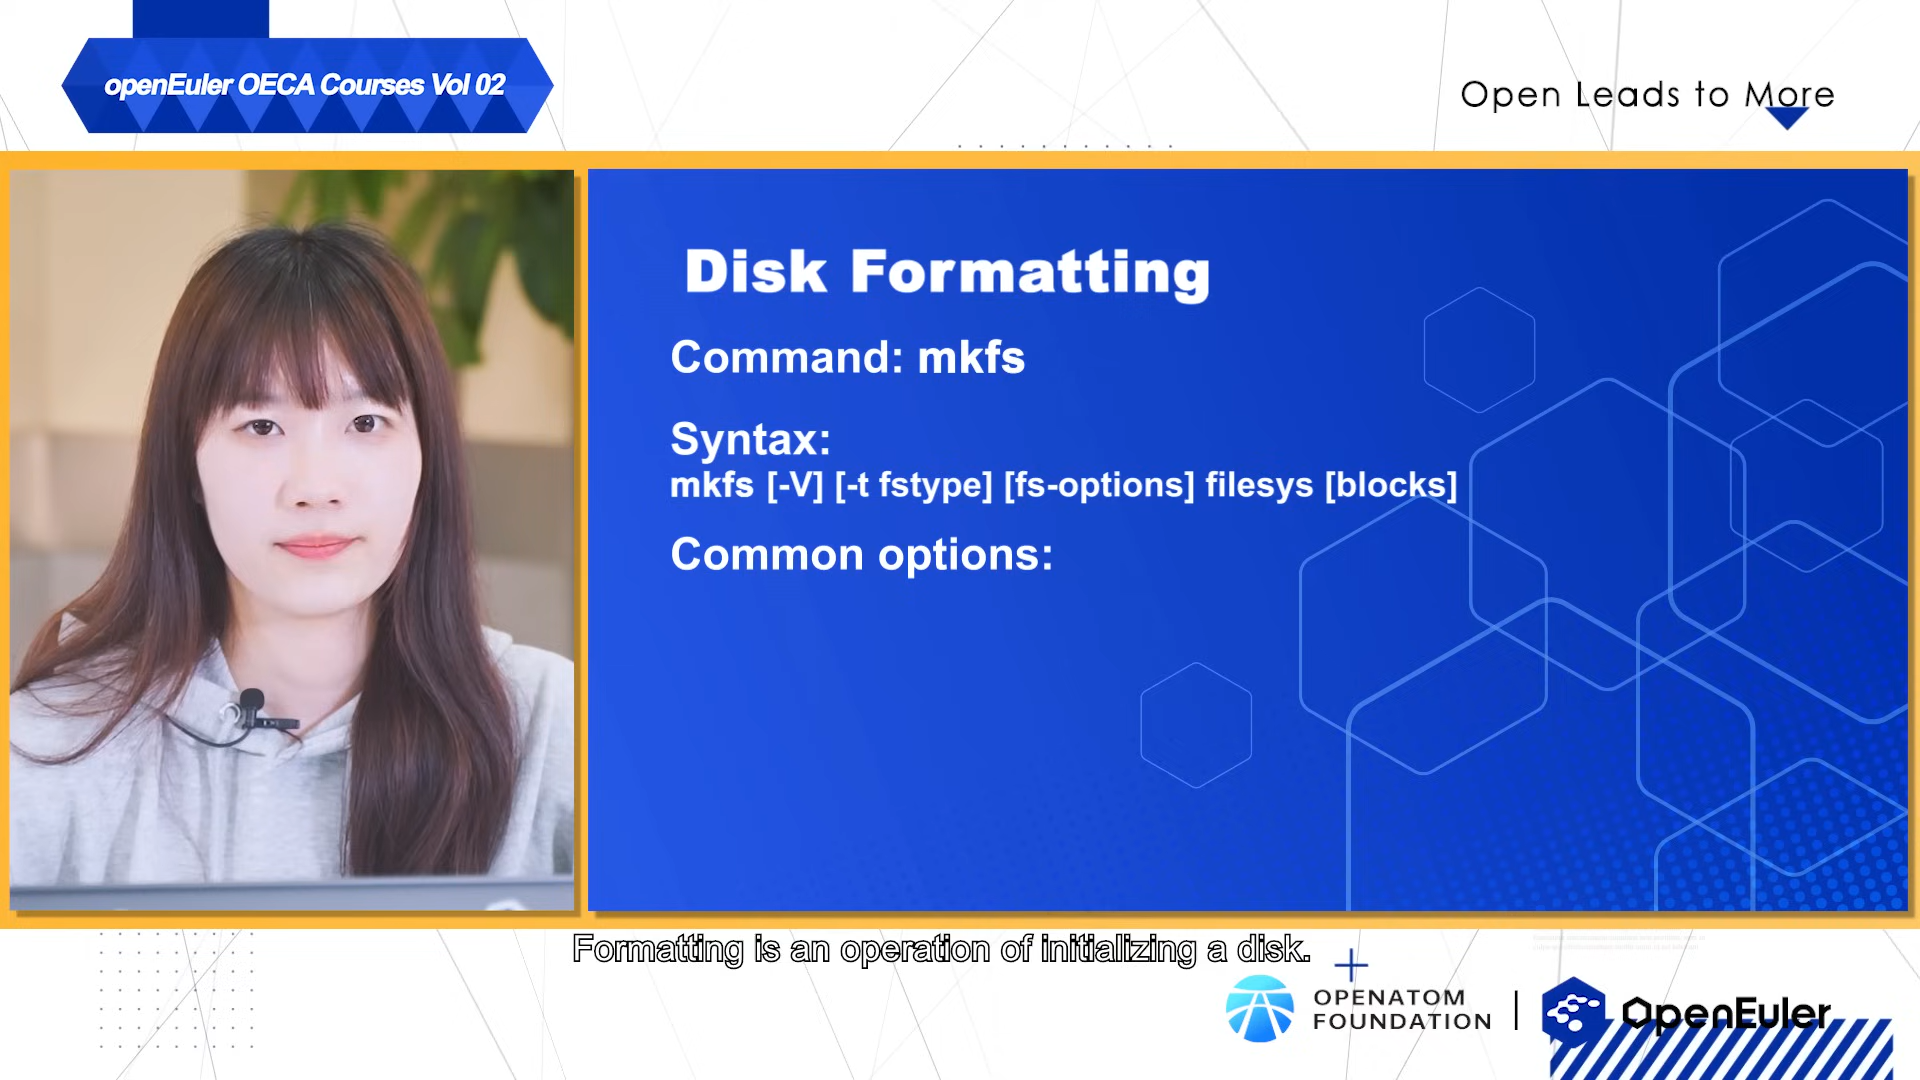 openEuler OECA Courses Vol 02
Open Leads to More
Disk Formatting
Command: mkfs
Syntax:
mkfs [-V] [-t fstype] [fs-options] filesys [blocks]
Common options:
Formatting is an operation of initializing a disk.
OPENATOM
FOUNDATION
OpenEuler